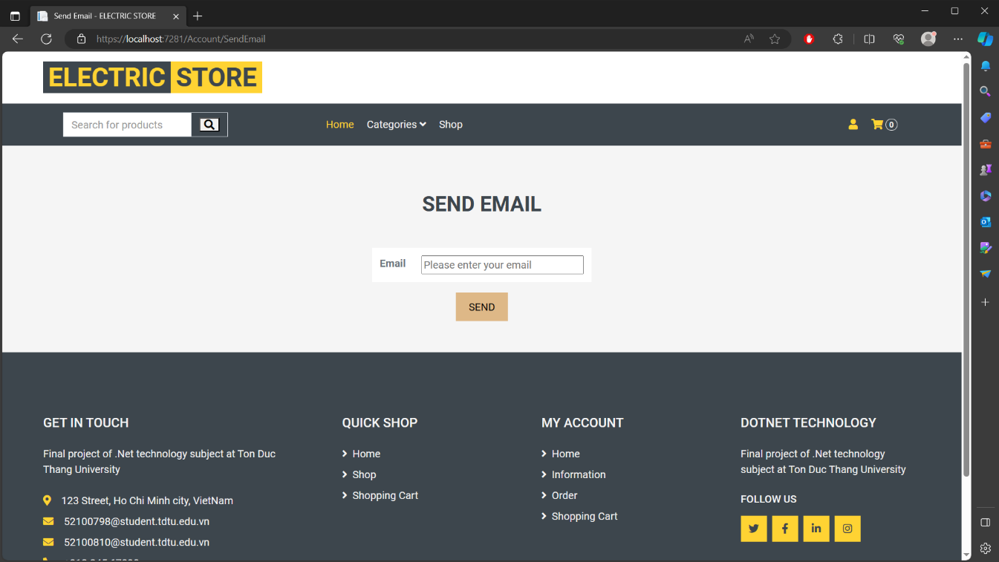 Send Email - ELECTRIC STORE
https://localhost:7281/Account/SendEmail
ELECTRIC STORE
Search for products
Home Categories Shop
0
SEND EMAIL
Email Please enter your email
SEND
GET IN TOUCH
Final project of .Net technology subject at Ton Duc
Thang University
123 Street, Ho Chi Minh city, VietNam
52100798@student.tdtu.edu.vn
52100810@student.tdtu.edu.vn
QUICK SHOP
Home
Shop
Shopping Cart
MY ACCOUNT
Home
Information
Order
Shopping Cart
DOTNET TECHNOLOGY
Final project of .Net technology
subject at Ton Duc Thang University
FOLLOW US